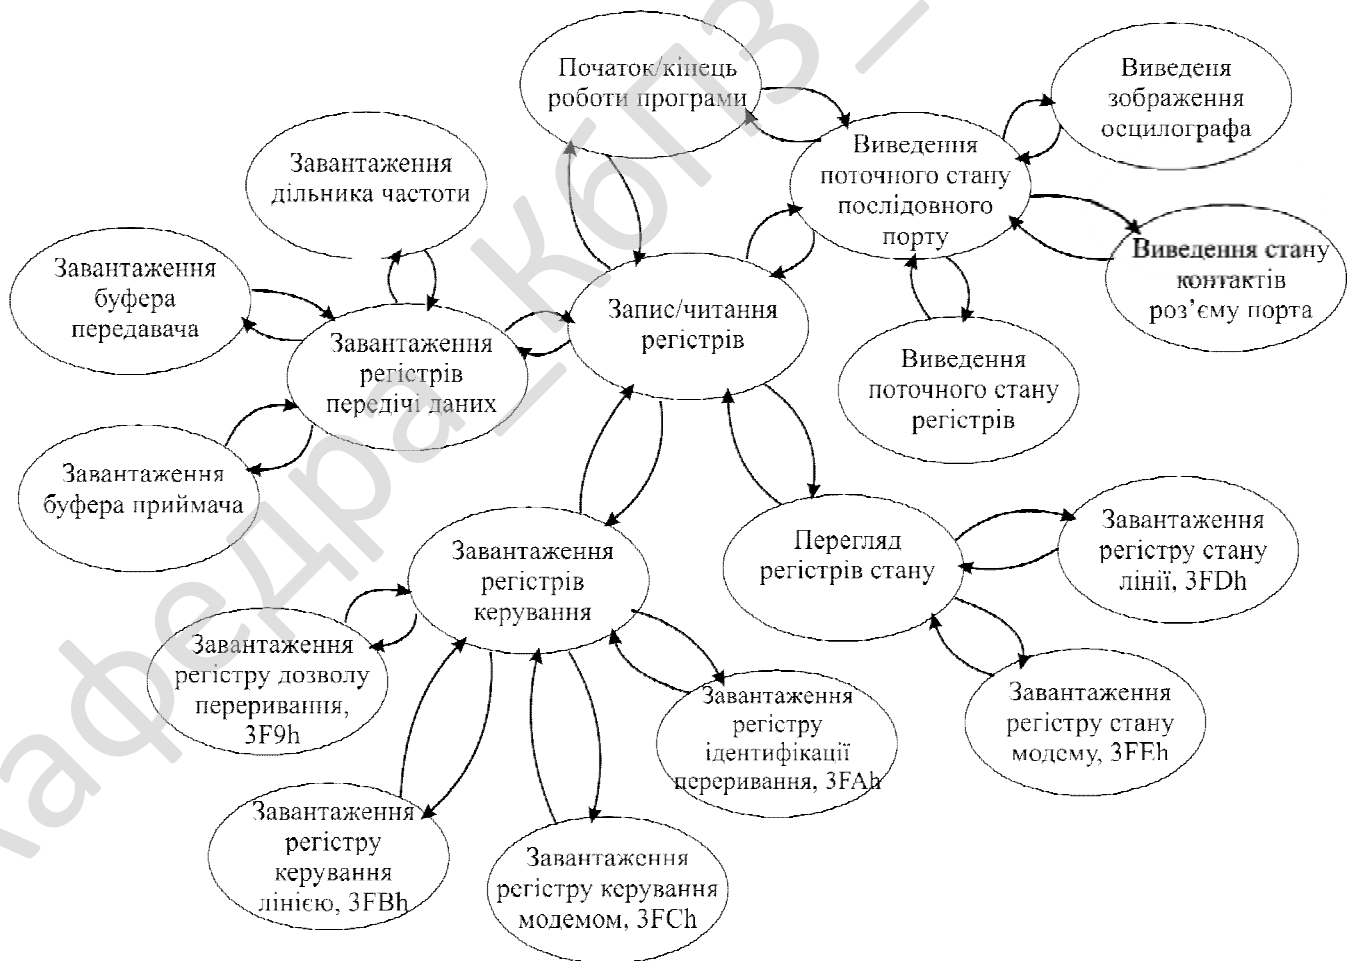 Початок/кінець
роботи програми
Виведеня
зображення
осцилографа
Виведення
поточного стану
послідовного
порту
Завантаження
дільника частоти
Виведення стану
контактів
роз’єму порта
Завантаження
буфера
передавача
Запис/читання
регістрів
Завантаження
регістрів
передічі даних
Виведення
поточного стану
регістрів
Завантаження
буфера приймача
Завантаження
регістрів
керування
Перегляд
регістрів стану
Завантаження
регістру стану
лінії, 3FDh
Завантаження
регістру дозволу
переривання,
3F9h
Завантаження
регістру
ідентифікації
переривання, 3FAh
Завантаження
регістру стану
модему, 3FEh
Завантаження
регістру
керування
лінією, 3FBh
Завантаження
регістру керування
модемом, 3FCh
Кафедра_КбПЗ_